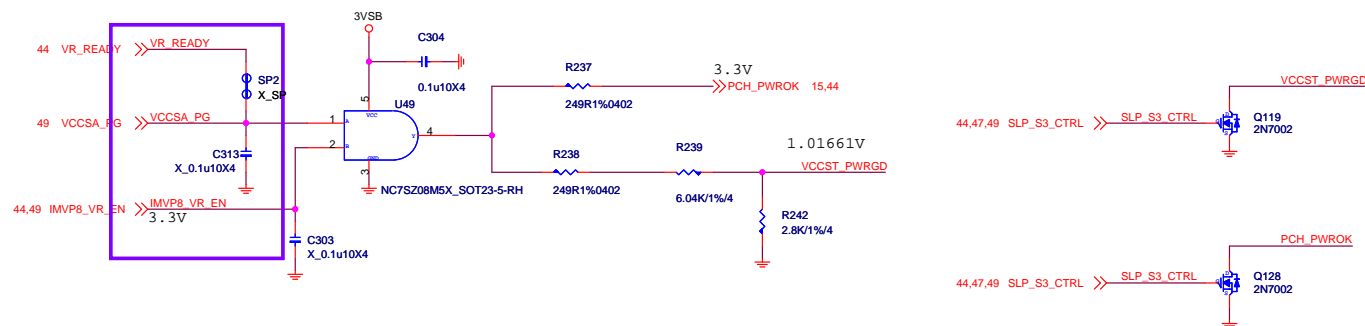 3VSB
C304
0.1u10X4
44 VR_READY
VR_READY
SP2
X_SP
R237
249R1%0402
3.3V
PCH_PWROK 15,44
VCCST_PWRGD
U49
5
VCC
49 VCCSA_PG
VCCSA_PG
1
A
Y
4
2
B
GND
3
NC7SZ08M5X_SOT23-5-RH
C313
X_0.1u10X4
R238
249R1%0402
R239
6.04K/1%/4
1.01661V
VCCST_PWRGD
R242
2.8K/1%/4
44,47,49 SLP_S3_CTRL
SLP_S3_CTRL
G
D
S
Q119
2N7002
44,49 IMVP8_VR_EN
IMVP8_VR_EN
3.3V
C303
X_0.1u10X4
PCH_PWROK
44,47,49 SLP_S3_CTRL
SLP_S3_CTRL
G
D
S
Q128
2N7002